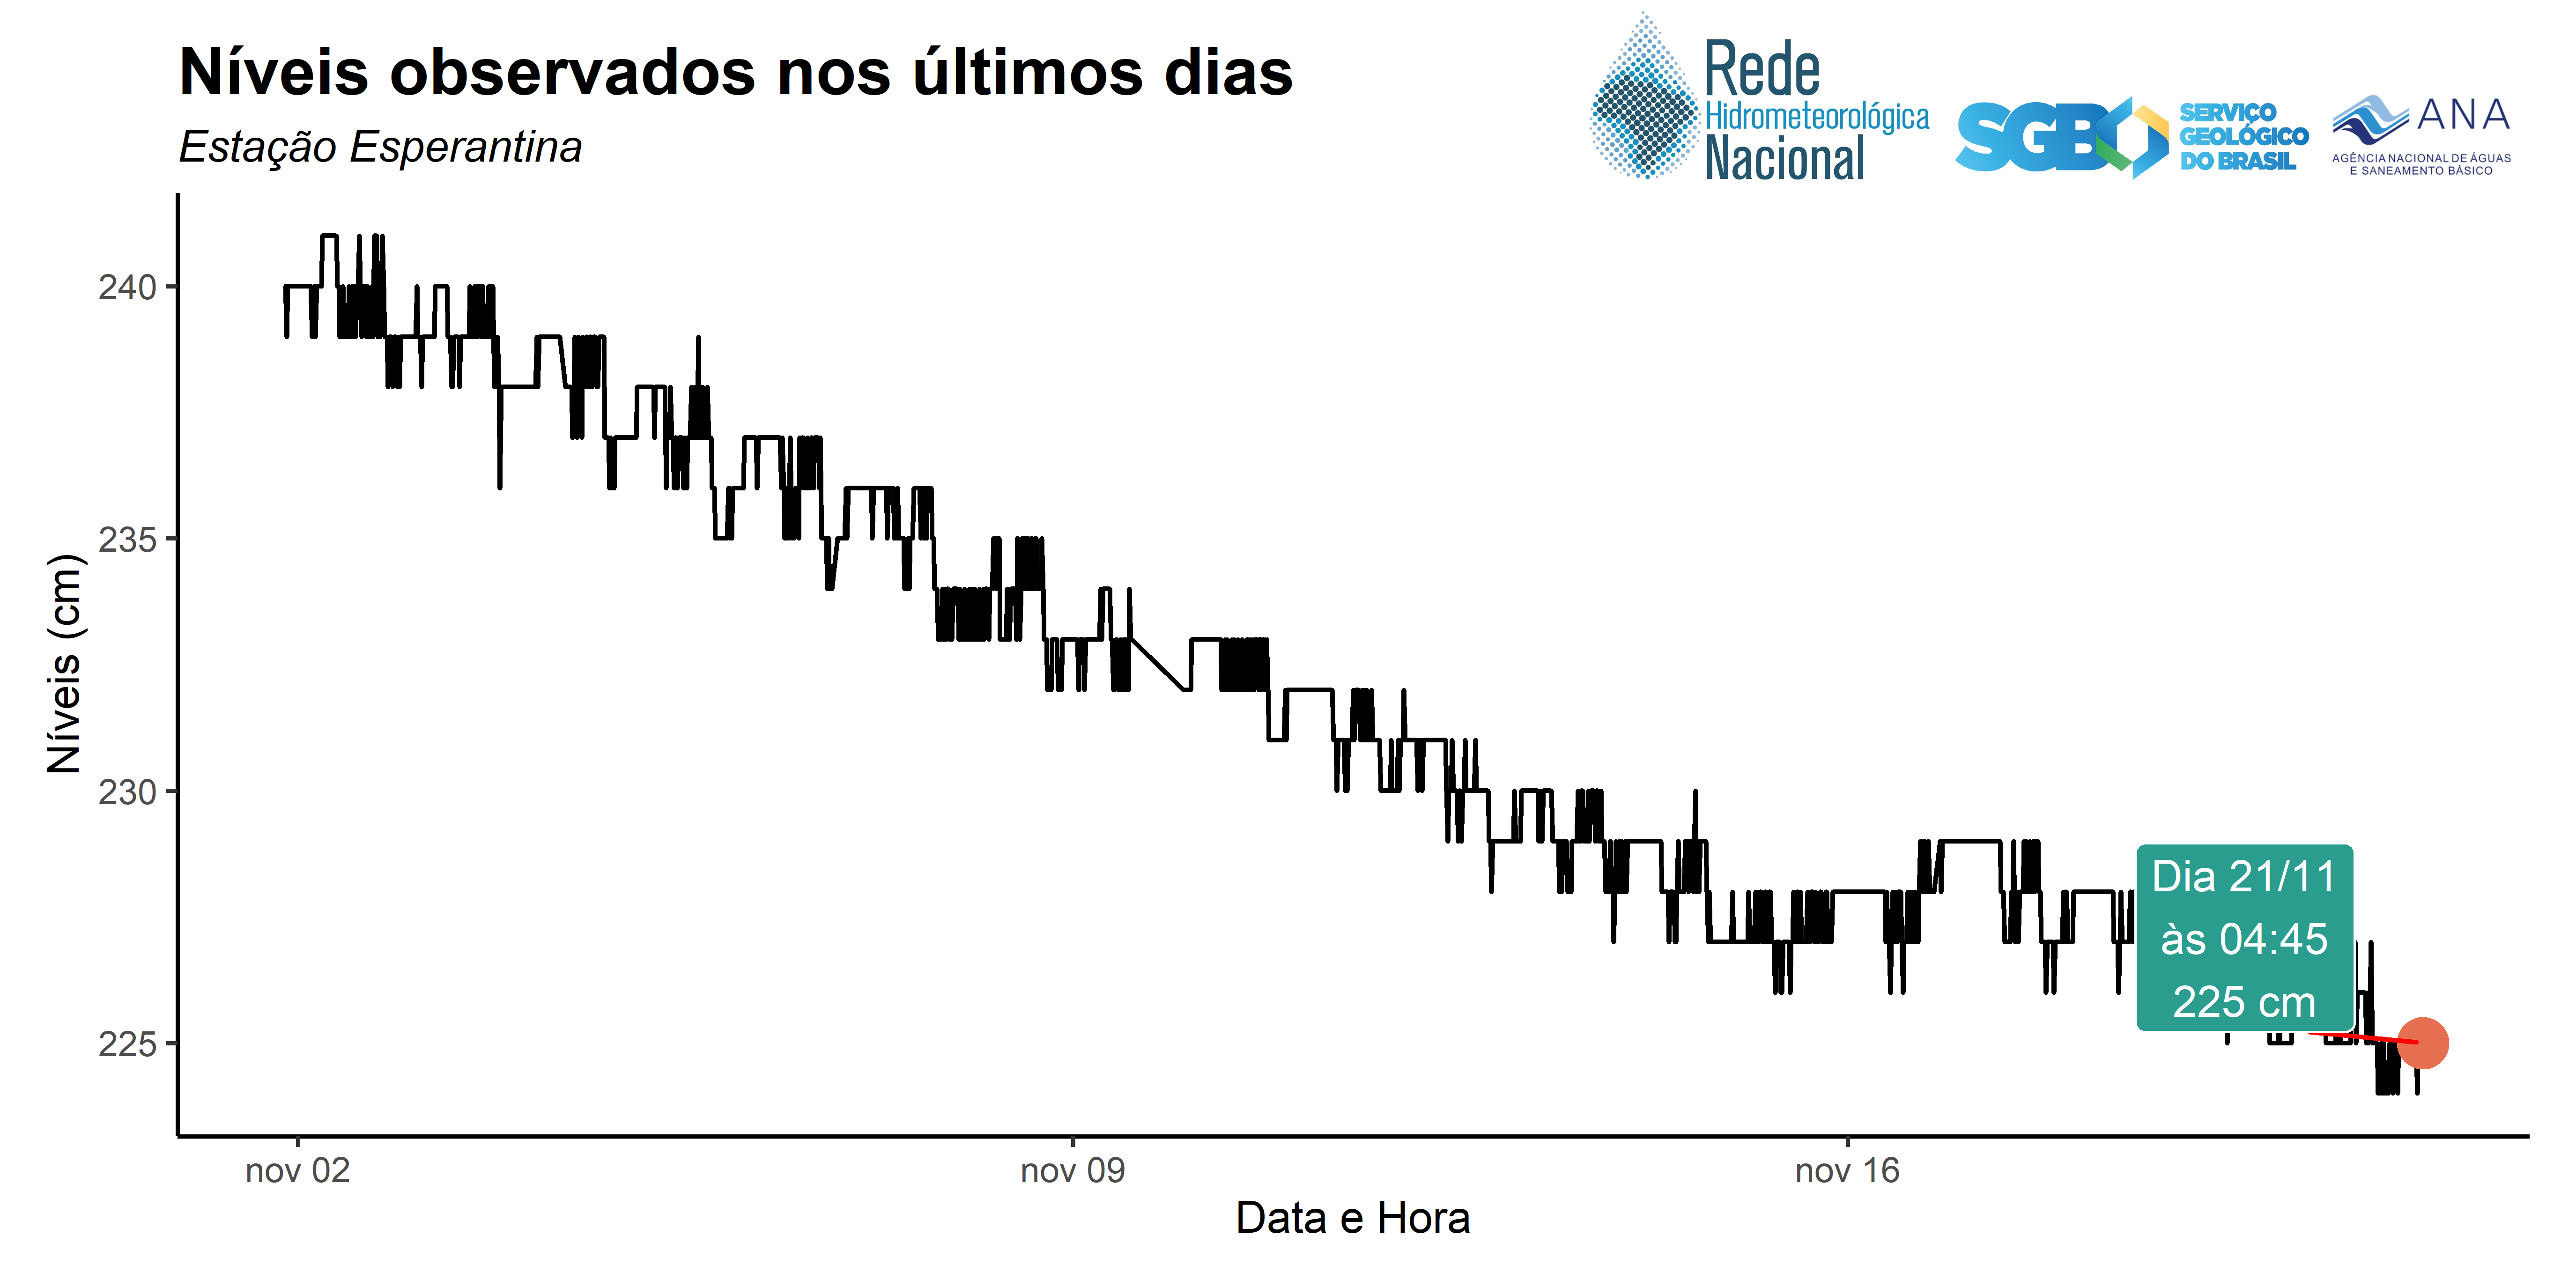 Níveis observados nos últimos dias
Estação Esperantina
Rede
Hidrometeorológica
Nacional
SGB
SERVIÇO
GEOLÓGICO
DO BRASIL
ANA
AGÊNCIA NACIONAL DE ÁGUAS
E SANEAMENTO BÁSICO
Níveis (cm)
240
235
230
225
Dia 21/11
às 04:45
225 cm
nov 02
nov 09
nov 16
Data e Hora